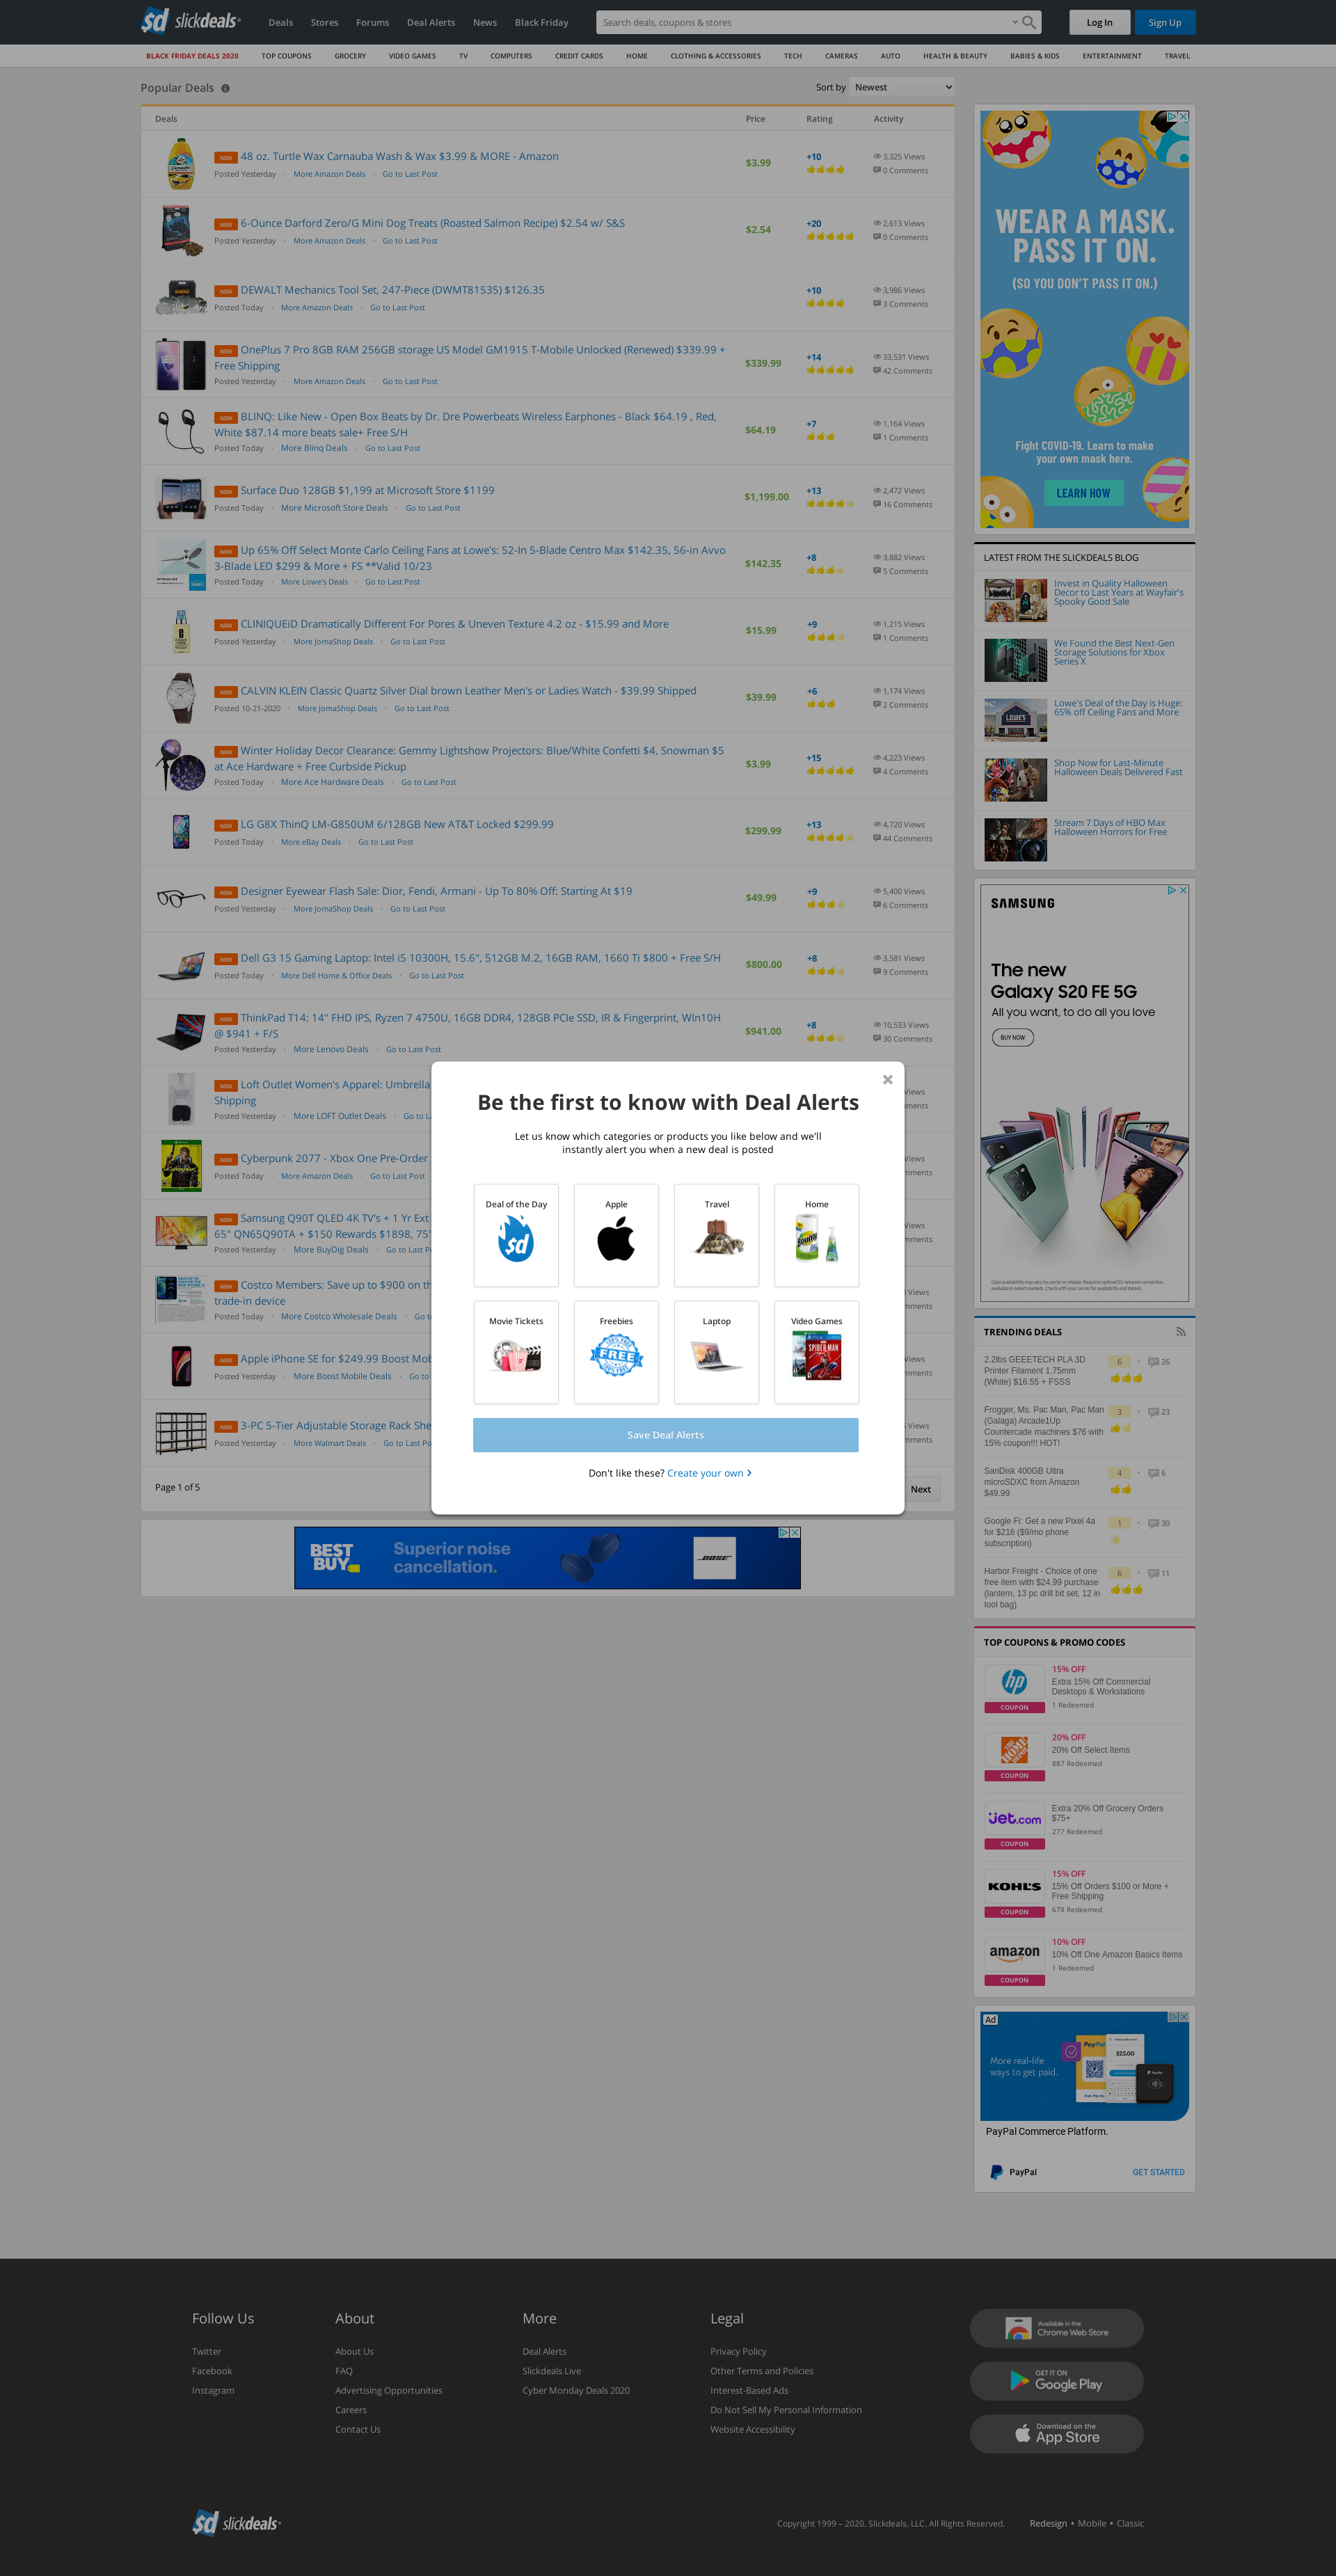 slickdeals
Deals
Stores
Forums
Deal Alerts
News
Black Friday
Search deals, coupons & stores
Log In
Sign Up
BLACK FRIDAY DEALS 2020
TOP COUPONS
GROCERY
VIDEO GAMES
TV
COMPUTERS
CREDIT CARDS
HOME
CLOTHING & ACCESSORIES
TECH
CAMERAS
AUTO
HEALTH & BEAUTY
BABIES & KIDS
ENTERTAINMENT
TRAVEL
Popular Deals
Sort by Newest
Deals Price Rating Activity
NEW 48 oz. Turtle Wax Carnauba Wash & Wax $3.99 & MORE - Amazon
Posted Yesterday · More Amazon Deals · Go to Last Post
$3.99
+10
3,325 Views
0 Comments
NEW 6-Ounce Darford Zero/G Mini Dog Treats (Roasted Salmon Recipe) $2.54 w/ S&S
Posted Yesterday · More Amazon Deals · Go to Last Post
$2.54
+20
2,613 Views
0 Comments
NEW DEWALT Mechanics Tool Set, 247-Piece (DWMT81535) $126.35
Posted Today · More Amazon Deals · Go to Last Post
+10
3,986 Views
3 Comments
NEW OnePlus 7 Pro 8GB RAM 256GB storage US Model GM1915 T-Mobile Unlocked (Renewed) $339.99 +
Free Shipping
Posted Yesterday · More Amazon Deals · Go to Last Post
$339.99
+14
33,531 Views
42 Comments
NEW BLINQ: Like New - Open Box Beats by Dr. Dre Powerbeats Wireless Earphones - Black $64.19 , Red,
White $87.14 more beats sale+ Free S/H
Posted Today · More Blinq Deals · Go to Last Post
$64.19
+7
1,164 Views
1 Comments
NEW Surface Duo 128GB $1,199 at Microsoft Store $1199
Posted Today · More Microsoft Store Deals · Go to Last Post
$1,199.00
+13
2,472 Views
16 Comments
NEW Up 65% Off Select Monte Carlo Ceiling Fans at Lowe's: 52-In 5-Blade Centro Max $142.35, 56-in Avvo
3-Blade LED $299 & More + FS **Valid 10/23
Posted Today · More Lowe's Deals · Go to Last Post
$142.35
+8
3,882 Views
5 Comments
NEW CLINIQUEiD Dramatically Different For Pores & Uneven Texture 4.2 oz - $15.99 and More
Posted Yesterday · More JomaShop Deals · Go to Last Post
$15.99
+9
1,215 Views
1 Comments
NEW CALVIN KLEIN Classic Quartz Silver Dial brown Leather Men's or Ladies Watch - $39.99 Shipped
Posted 10-21-2020 · More JomaShop Deals · Go to Last Post
$39.99
+6
1,174 Views
2 Comments
NEW Winter Holiday Decor Clearance: Gemmy Lightshow Projectors: Blue/White Confetti $4, Snowman $5
at Ace Hardware + Free Curbside Pickup
Posted Today · More Ace Hardware Deals · Go to Last Post
$3.99
+15
4,223 Views
4 Comments
NEW LG G8X ThinQ LM-G850UM 6/128GB New AT&T Locked $299.99
Posted Today · More eBay Deals · Go to Last Post
$299.99
+13
4,720 Views
44 Comments
NEW Designer Eyewear Flash Sale: Dior, Fendi, Armani - Up To 80% Off: Starting At $19
Posted Yesterday · More JomaShop Deals · Go to Last Post
$49.99
+9
5,400 Views
6 Comments
NEW Dell G3 15 Gaming Laptop: Intel i5 10300H, 15.6", 512GB M.2, 16GB RAM, 1660 Ti $800 + Free S/H
Posted Today · More Dell Home & Office Deals · Go to Last Post
$800.00
+8
3,581 Views
9 Comments
NEW ThinkPad T14: 14" FHD IPS, Ryzen 7 4750U, 16GB DDR4, 128GB PCIe SSD, IR & Fingerprint, WIn10H
@ $941 + F/S
Posted Yesterday · More Lenovo Deals · Go to Last Post
$941.00
+8
10,533 Views
30 Comments
NEW Loft Outlet Women's Apparel: Umbrella
Shipping
Posted Yesterday · More LOFT Outlet Deals · Go to La
Views
NEW Cyberpunk 2077 - Xbox One Pre-Order
Posted Today · More Amazon Deals · Go to Last Post
Views
NEW Samsung Q90T QLED 4K TV's + 1 Yr Ext
65" QN65Q90TA + $150 Rewards $1898, 75"
Posted Yesterday · More BuyDig Deals · Go to Last Po
Views
NEW Costco Members: Save up to $900 on th
trade-in device
Posted Today · More Costco Wholesale Deals · Go t
Views
NEW Apple iPhone SE for $249.99 Boost Mob
Posted Yesterday · More Boost Mobile Deals · Go to
Views
NEW 3-PC 5-Tier Adjustable Storage Rack She
Posted Yesterday · More Walmart Deals · Go to Last Po
Views
Page 1 of 5
Next
BEST BUY
Superior noise
cancellation.
BOSE
Be the first to know with Deal Alerts
Let us know which categories or products you like below and we'll
instantly alert you when a new deal is posted
Deal of the Day
sd
Apple
Travel
Home
Bounty
Movie Tickets
Freebies
FREE
Laptop
Video Games
SPIDER-MAN
Save Deal Alerts
Don't like these? Create your own
WEAR A MASK.
PASS IT ON.
(SO YOU DON'T PASS IT ON.)
Fight COVID-19. Learn to make
your own mask here.
LEARN HOW
LATEST FROM THE SLICKDEALS BLOG
Invest in Quality Halloween
Decor to Last Years at Wayfair's
Spooky Good Sale
We Found the Best Next-Gen
Storage Solutions for Xbox
Series X
LOWE'S
Lowe's Deal of the Day is Huge:
65% off Ceiling Fans and More
Shop Now for Last-Minute
Halloween Deals Delivered Fast
Stream 7 Days of HBO Max
Halloween Horrors for Free
SAMSUNG
The new
Galaxy S20 FE 5G
All you want, to do all you love
BUY NOW
Color availability may vary by carrier or retailer. Requires optimal 5G network connection,
available in select markets. Check with your carrier for availability and details.
TRENDING DEALS
2.2lbs GEEETECH PLA 3D
Printer Filament 1.75mm
(White) $16.55 + FSSS
6 · 26
Frogger, Ms. Pac Man, Pac Man
(Galaga) Arcade1Up
Countercade machines $76 with
15% coupon!!! HOT!
3 · 23
SanDisk 400GB Ultra
microSDXC from Amazon
$49.99
4 · 6
Google Fi: Get a new Pixel 4a
for $216 ($9/mo phone
subscription)
1 · 30
Harbor Freight - Choice of one
free item with $24.99 purchase
(lantern, 13 pc drill bit set, 12 in
tool bag)
6 · 11
TOP COUPONS & PROMO CODES
hp
COUPON
15% OFF
Extra 15% Off Commercial
Desktops & Workstations
1 Redeemed
THE HOME DEPOT
COUPON
20% OFF
20% Off Select Items
887 Redeemed
jet.com
COUPON
Extra 20% Off Grocery Orders
$75+
277 Redeemed
KOHL'S
COUPON
15% OFF
15% Off Orders $100 or More +
Free Shipping
678 Redeemed
amazon
COUPON
10% OFF
10% Off One Amazon Basics Items
1 Redeemed
Ad
More real-life
ways to get paid.
PayPal
$25.00
PayPal Commerce Platform.
PayPal
GET STARTED
Follow Us
Twitter
Facebook
Instagram
About
About Us
FAQ
Advertising Opportunities
Careers
Contact Us
More
Deal Alerts
Slickdeals Live
Cyber Monday Deals 2020
Legal
Privacy Policy
Other Terms and Policies
Interest-Based Ads
Do Not Sell My Personal Information
Website Accessibility
Available in the
Chrome Web Store
GET IT ON
Google Play
Download on the
App Store
slickdeals
Copyright 1999 – 2020. Slickdeals, LLC. All Rights Reserved.
Redesign • Mobile • Classic